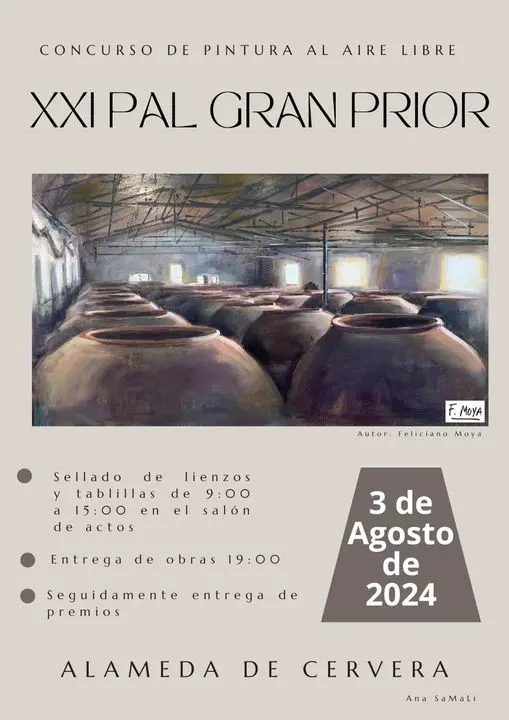 CONCURSO DE PINTURA AL AIRE LIBRE
XXI PAL GRAN PRIOR
F. MOYA
Autor. Feliciano Moya
Sellado de lienzos
y tablillas de 9:00
a 15:00 en el salón
de actos
Entrega de obras 19:00
Seguidamente entrega de
premios
3 de
Agosto
de
2024
ALAMEDA DE CERVERA
Ana SaMaLi